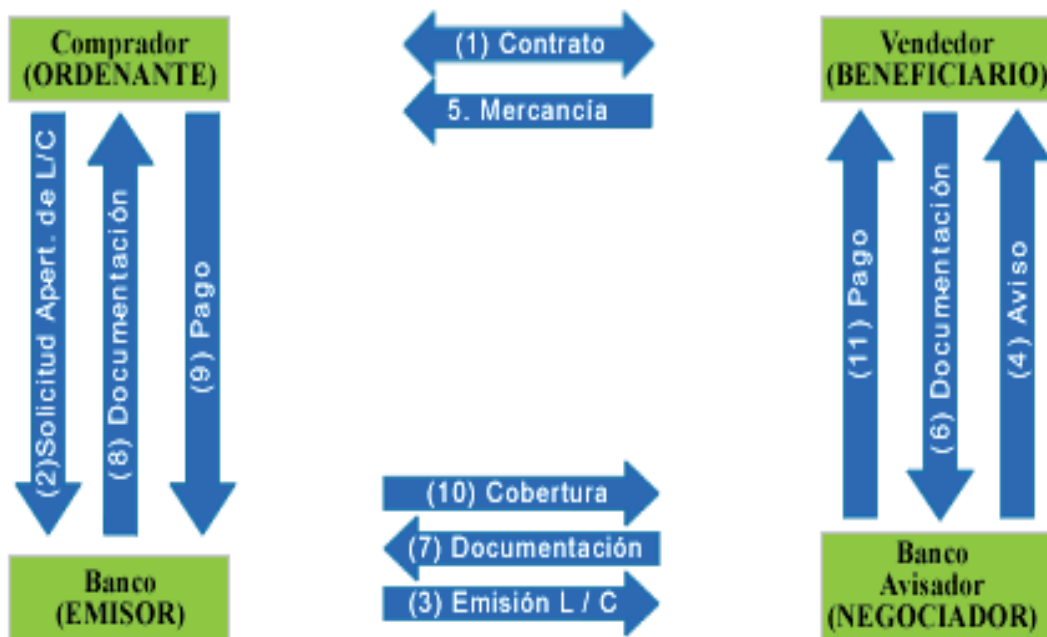 Comprador
(ORDENANTE)
(1) Contrato
5. Mercancía
Vendedor
(BENEFICIARIO)
(2)Solicitud Apert. de L/C
(8) Documentación
(9) Pago
(11) Pago
(6) Documentación
(4) Aviso
(10) Cobertura
(7) Documentación
(3) Emisión L / C
Banco
(EMISOR)
Banco
Avisador
(NEGOCIADOR)